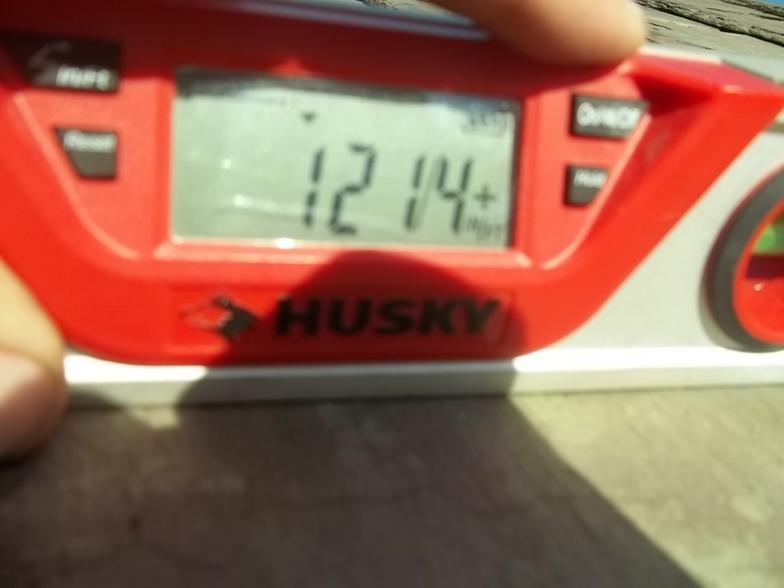 Reset
On/Off
Hold
12 1/4+
in/ft
HUSKY